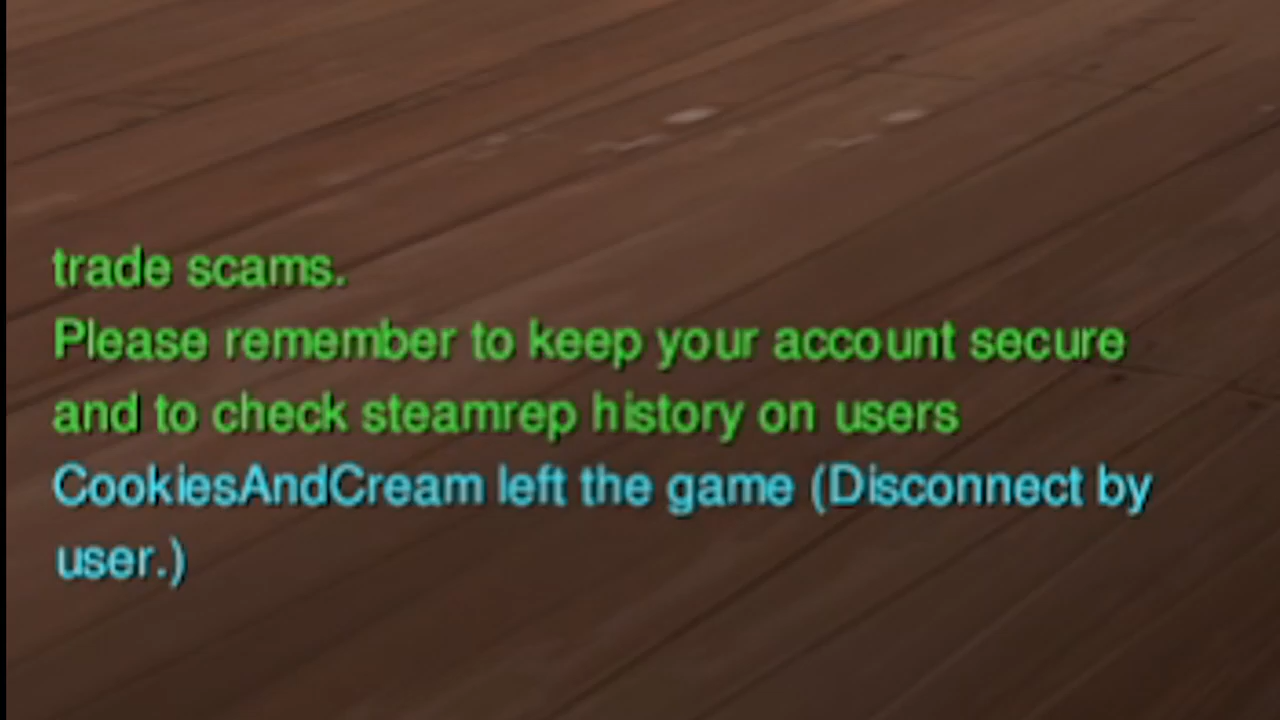 trade scams.
Please remember to keep your account secure
and to check steamrep history on users
CookiesAndCream left the game (Disconnect by
user.)